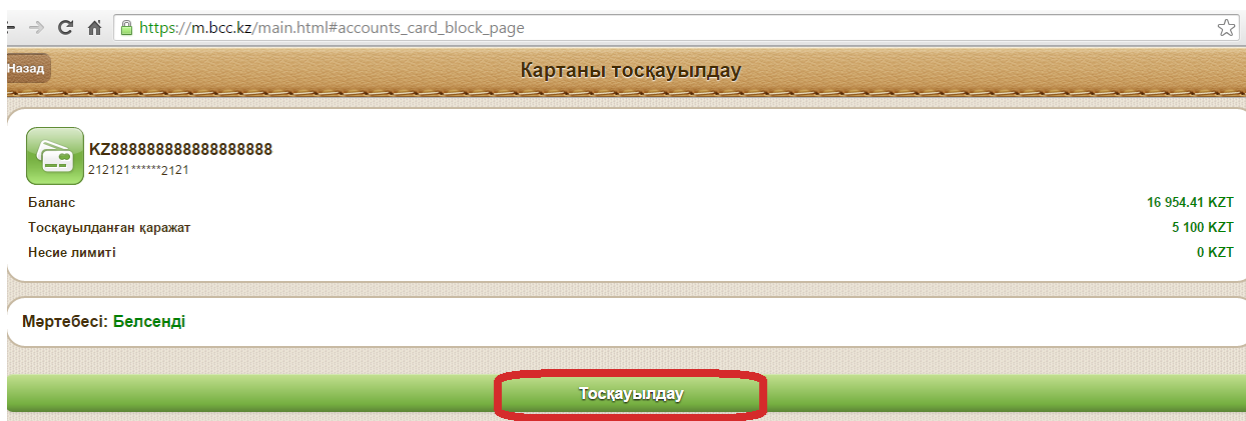 https://m.bcc.kz/main.html#accounts_card_block_page
Назад
Картаны тосқауылдау
KZ888888888888888888
212121******2121
Баланс 16 954.41 KZT
Тосқауылданған қаражат 5 100 KZT
Несие лимиті 0 KZT
Мәртебесі: Белсенді
Тосқауылдау